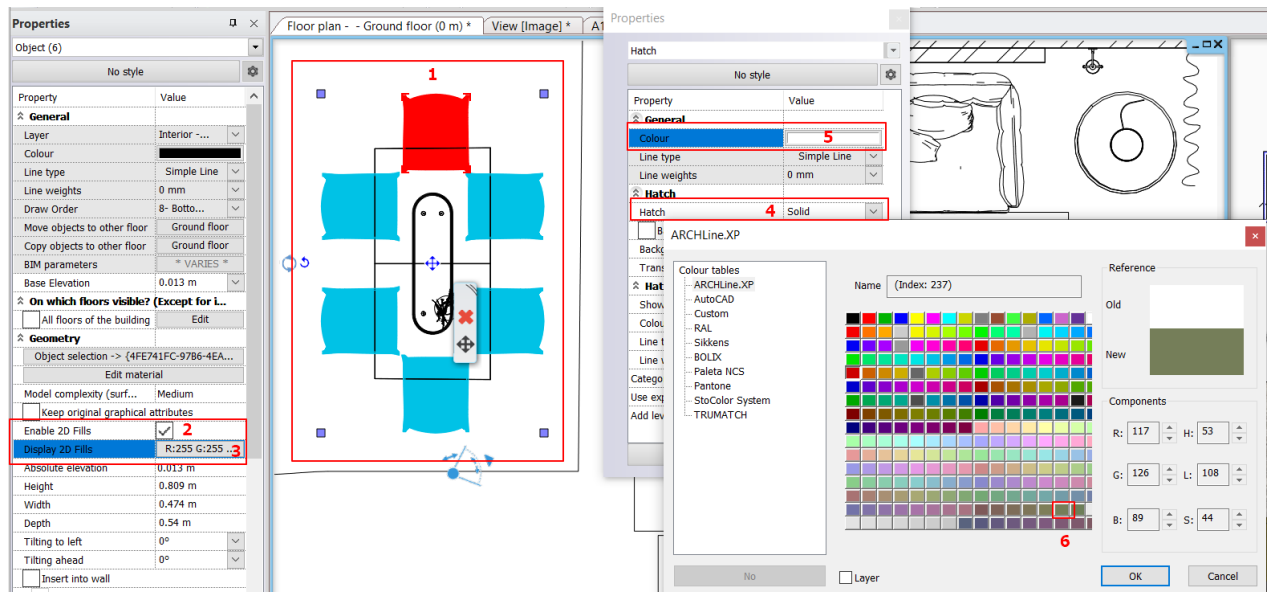 Properties
Object (6)
No style
Property Value
General
Layer Interior -...
Colour
Line type Simple Line
Line weights 0 mm
Draw Order 8- Botto...
Move objects to other floor Ground floor
Copy objects to other floor Ground floor
BIM parameters * VARIES *
Base Elevation 0.013 m
On which floors visible? (Except for i...
All floors of the building Edit
Geometry
Object selection -> {4FE741FC-97B6-4EA...
Edit material
Model complexity (surf... Medium
Keep original graphical attributes
Enable 2D Fills 2
Display 2D Fills R:255 G:255 ... 3
Absolute elevation 0.013 m
Height 0.809 m
Width 0.474 m
Depth 0.54 m
Tilting to left 0°
Tilting ahead 0°
Insert into wall
Floor plan - - Ground floor (0 m) * View [Image] * A1
1
Properties
Hatch
No style
Property Value
General
Colour 5
Line type Simple Line
Line weights 0 mm
Hatch
Hatch 4 Solid
B
Backg
Trans
Hat
Show
Colou
Line t
Line w
Catego
Use exp
Add lev
ARCHLine.XP
Colour tables
ARCHLine.XP
AutoCAD
Custom
RAL
Sikkens
BOLIX
Paleta NCS
Pantone
StoColor System
TRUMATCH
Name (Index: 237)
6
Reference
Old
New
Components
R: 117 H: 53
G: 126 L: 108
B: 89 S: 44
No Layer OK Cancel